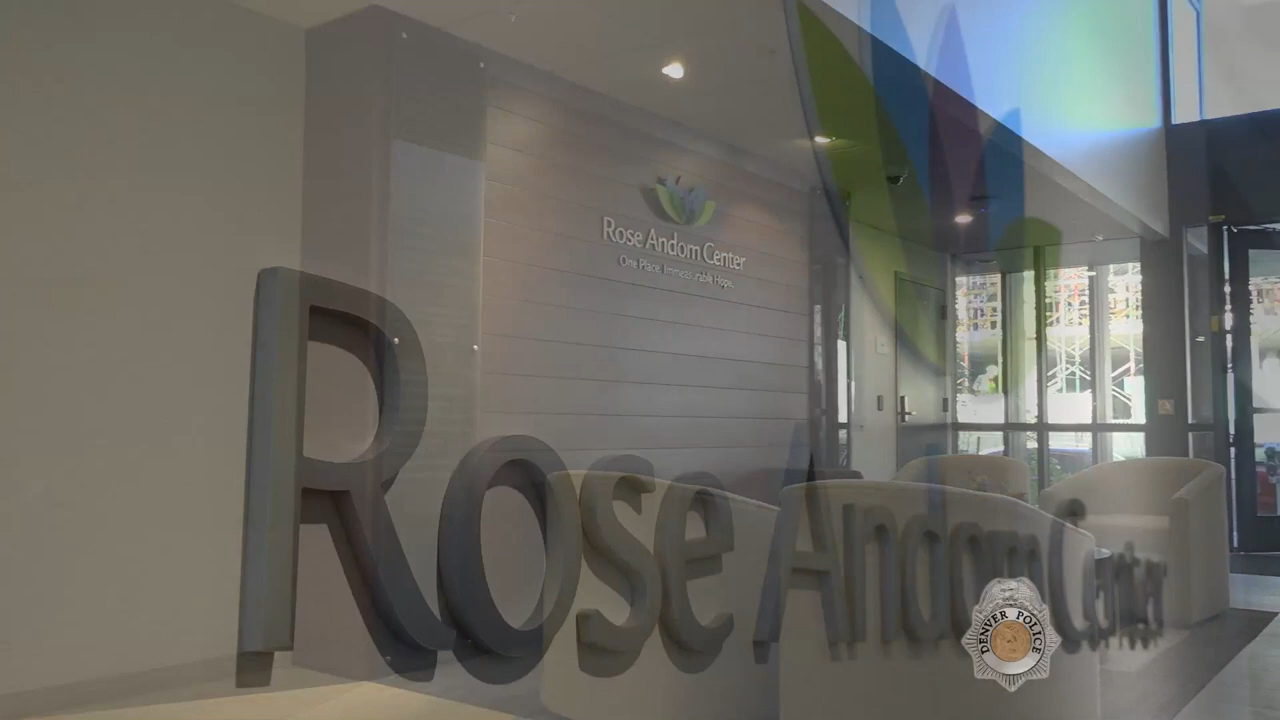 Rose Andom Center
One Place. Immeasurable Hope.
Rose Andom Center
DENVER POLICE